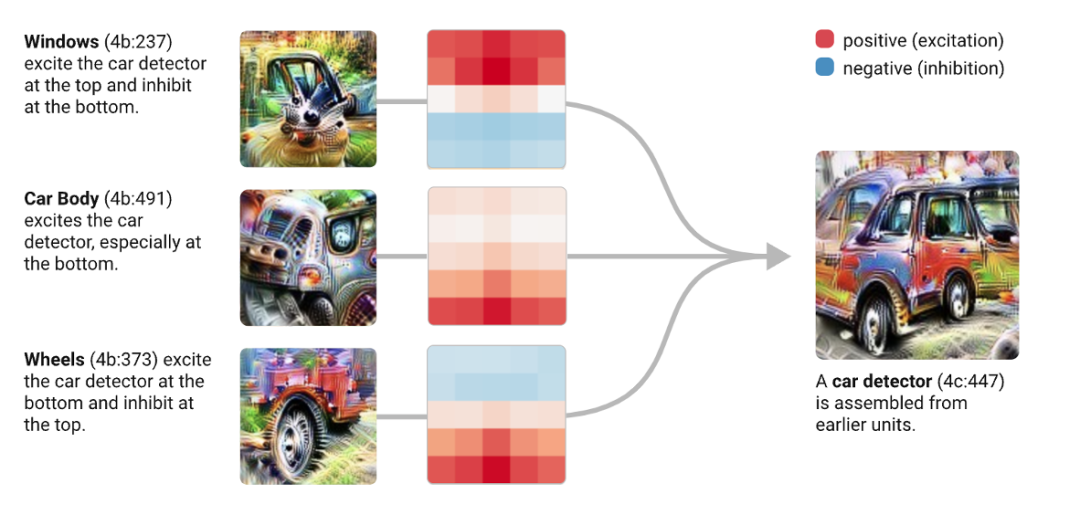 Windows (4b:237)
excite the car detector
at the top and inhibit
at the bottom.
Car Body (4b:491)
excites the car
detector, especially at
the bottom.
Wheels (4b:373) excite
the car detector at the
bottom and inhibit at
the top.
positive (excitation)
negative (inhibition)
A car detector (4c:447)
is assembled from
earlier units.